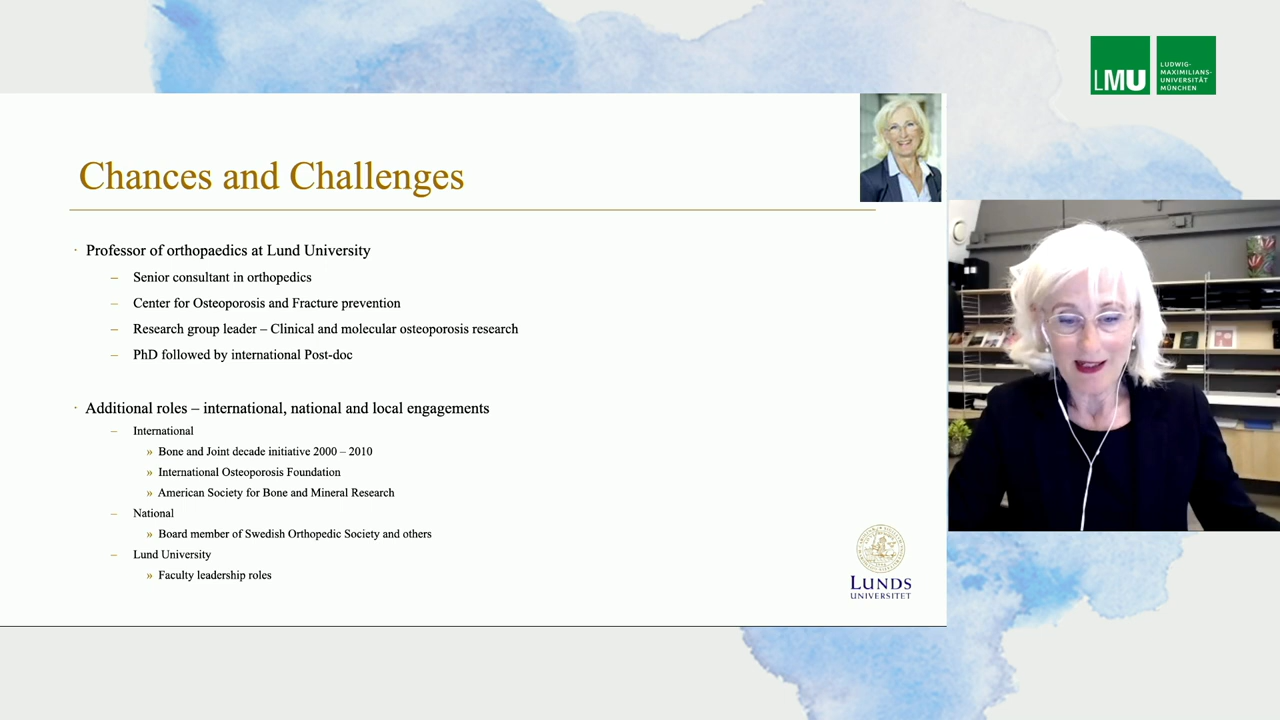 LMU
LUDWIG-
MAXIMILIANS-
UNIVERSITÄT
MÜNCHEN
Chances and Challenges
· Professor of orthopaedics at Lund University
– Senior consultant in orthopedics
– Center for Osteoporosis and Fracture prevention
– Research group leader – Clinical and molecular osteoporosis research
– PhD followed by international Post-doc
· Additional roles – international, national and local engagements
– International
» Bone and Joint decade initiative 2000 – 2010
» International Osteoporosis Foundation
» American Society for Bone and Mineral Research
– National
» Board member of Swedish Orthopedic Society and others
– Lund University
» Faculty leadership roles
LUNDS
UNIVERSITET